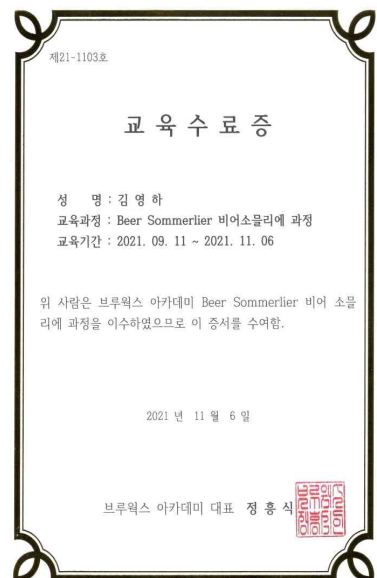 제21-1103호
교육수료증
성 명 : 김영하
교육과정 : Beer Sommerlier 비어소믈리에 과정
교육기간 : 2021. 09. 11 ~ 2021. 11. 06
위 사람은 브루웍스 아카데미 Beer Sommerlier 비어 소믈
리에 과정을 이수하였으므로 이 증서를 수여함.
2021 년 11 월 6 일
브루웍스 아카데미 대표 정 흥 식